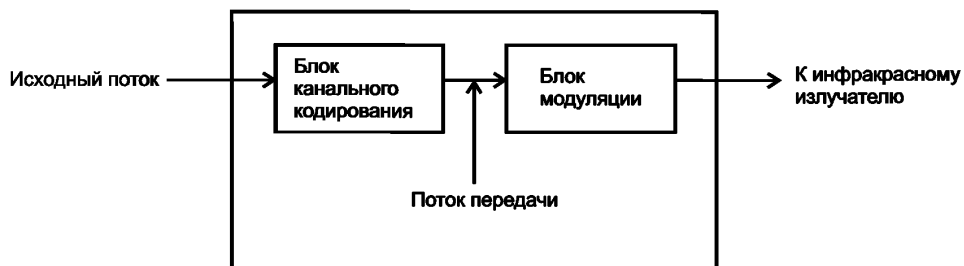 Исходный поток
Блок
канального
кодирования
Блок
модуляции
К инфракрасному
излучателю
Поток передачи